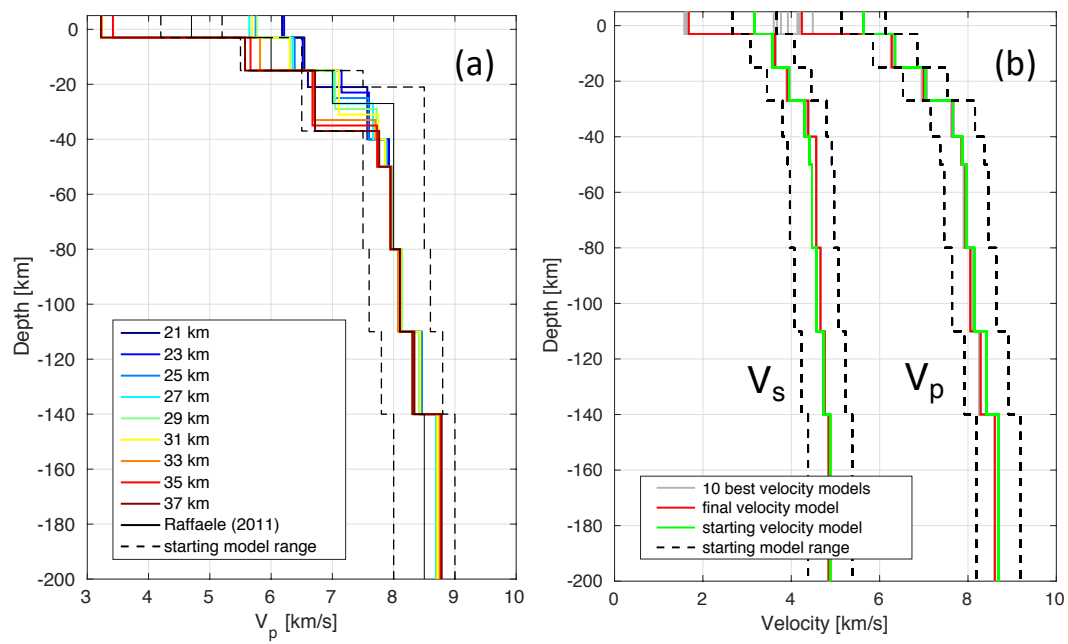 (a)
0
-20
-40
-60
-80
-100
-120
-140
-160
-180
-200
Depth [km]
21 km
23 km
25 km
27 km
29 km
31 km
33 km
35 km
37 km
Raffaele (2011)
starting model range
3 4 5 6 7 8 9 10
Vp [km/s]
(b)
0
-20
-40
-60
-80
-100
-120
-140
-160
-180
-200
Depth [km]
Vs Vp
10 best velocity models
final velocity model
starting velocity model
starting model range
0 2 4 6 8 10
Velocity [km/s]